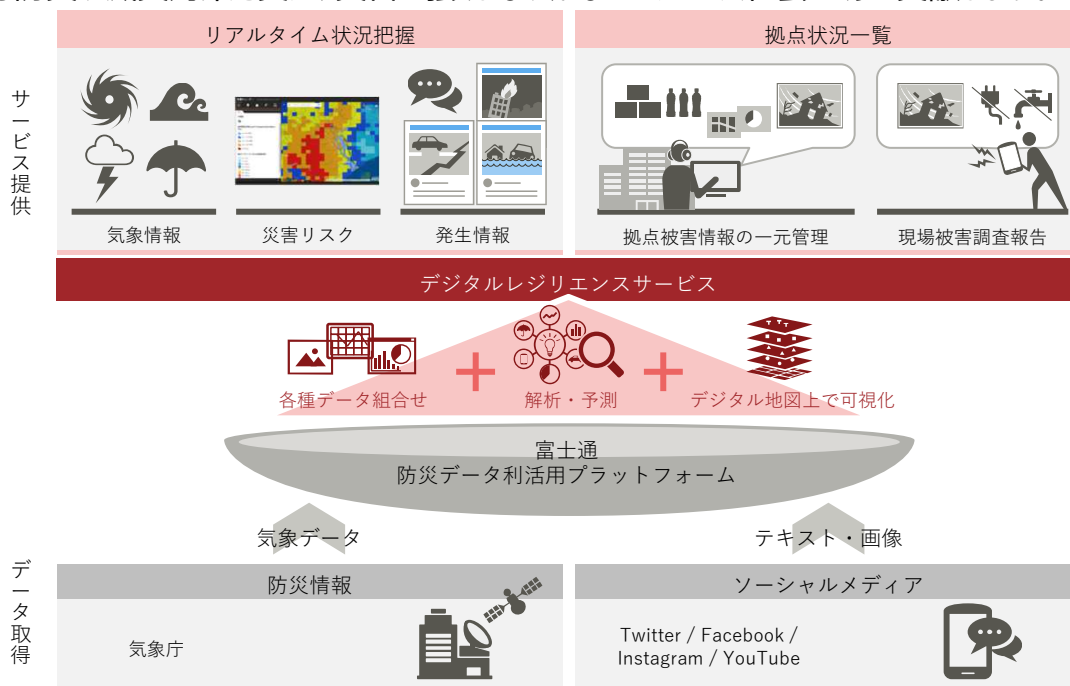 リアルタイム状況把握
拠点状況一覧
サービス提供
気象情報
災害リスク
発生情報
拠点被害情報の一元管理
現場被害調査報告
デジタルレジリエンスサービス
各種データ組合せ
解析・予測
デジタル地図上で可視化
富士通
防災データ利活用プラットフォーム
気象データ
テキスト・画像
データ取得
防災情報
ソーシャルメディア
気象庁
Twitter / Facebook /
Instagram / YouTube